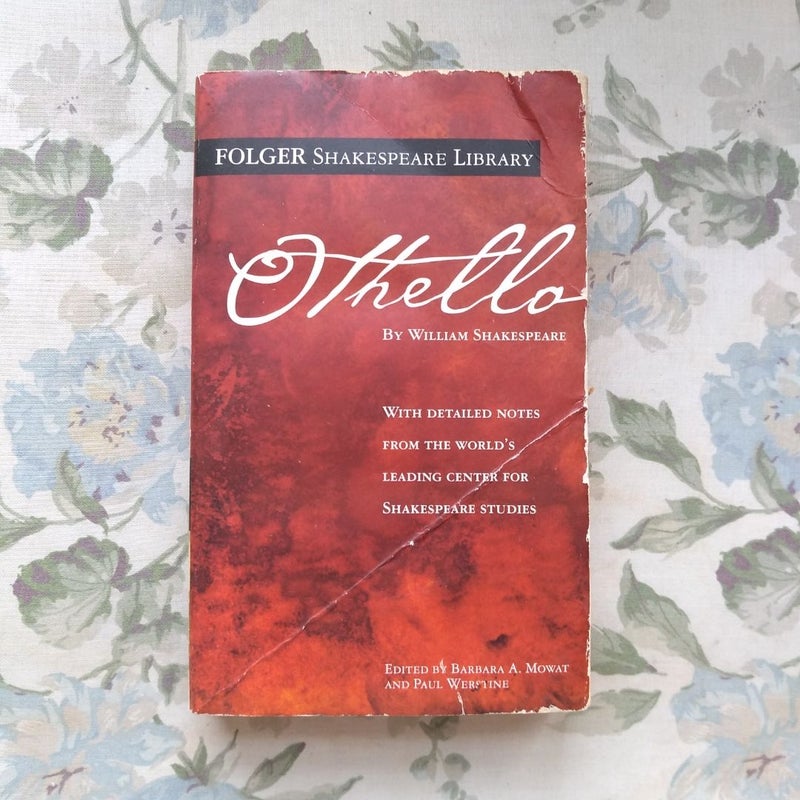 FOLGER SHAKESPEARE LIBRARY
Othello
BY WILLIAM SHAKESPEARE
WITH DETAILED NOTES
FROM THE WORLD'S
LEADING CENTER FOR
SHAKESPEARE STUDIES
EDITED BY BARBARA A. MOWAT
AND PAUL WERSTINE